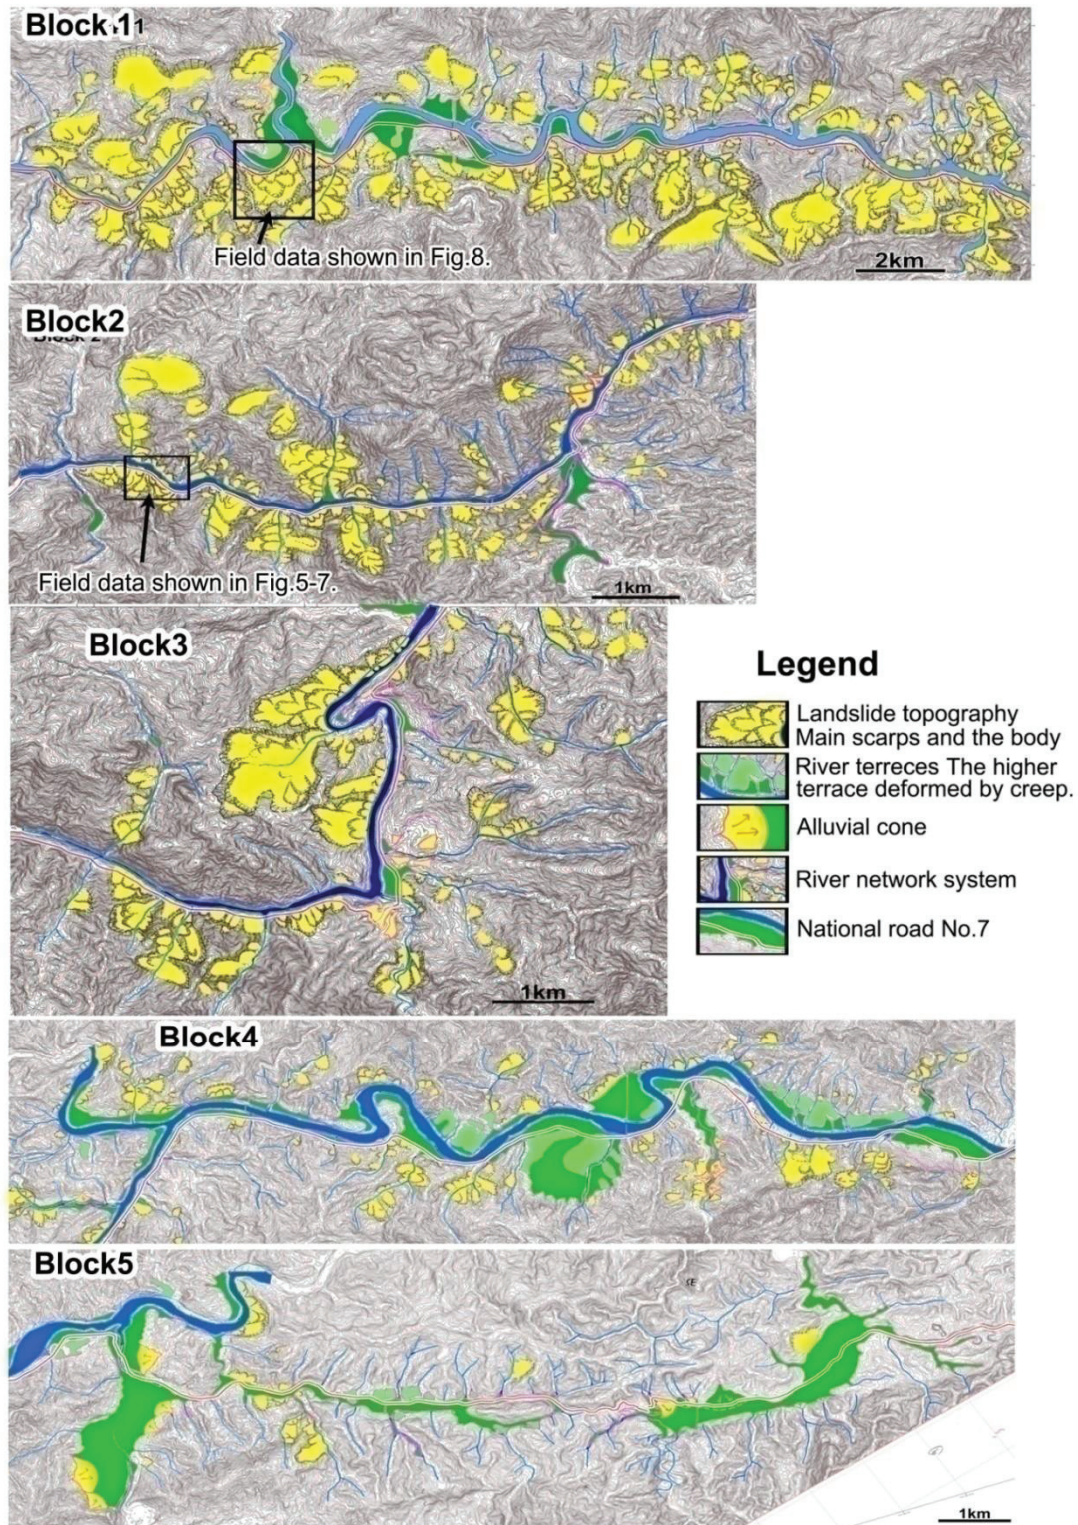 Block 1
Field data shown in Fig.8.
2km
Block2
Field data shown in Fig.5-7.
1km
Block3
1km
Legend
Landslide topography
Main scarps and the body
River terreces The higher
terrace deformed by creep.
Alluvial cone
River network system
National road No.7
Block4
Block5
1km